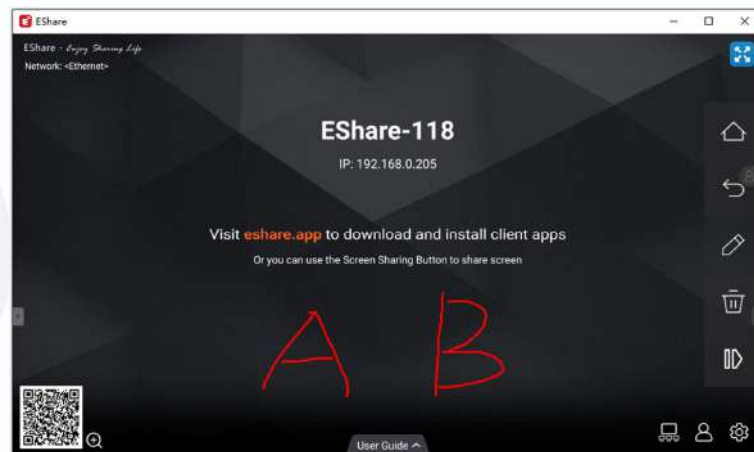 EShare
EShare - Enjoy Sharing Life
Network: <Ethernet>
EShare-118
IP: 192.168.0.205
Visit eshare.app to download and install client apps
Or you can use the Screen Sharing Button to share screen
A B
User Guide